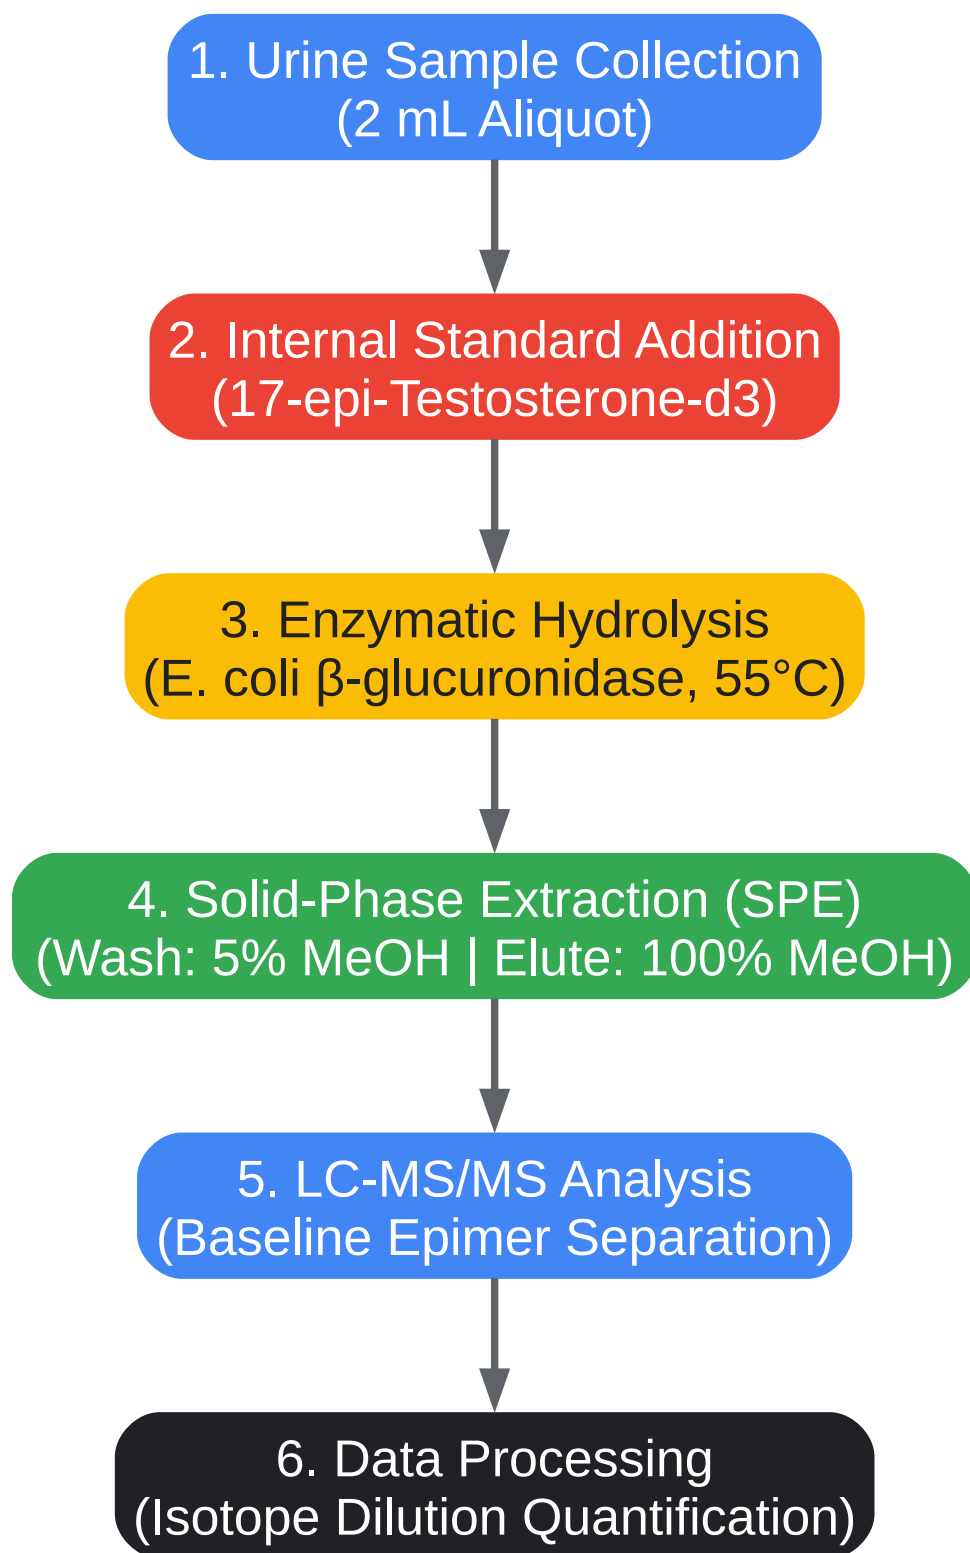 1. Urine Sample Collection
(2 mL Aliquot)
2. Internal Standard Addition
(17-epi-Testosterone-d3)
3. Enzymatic Hydrolysis
(E. coli β-glucuronidase, 55°C)
4. Solid-Phase Extraction (SPE)
(Wash: 5% MeOH | Elute: 100% MeOH)
5. LC-MS/MS Analysis
(Baseline Epimer Separation)
6. Data Processing
(Isotope Dilution Quantification)